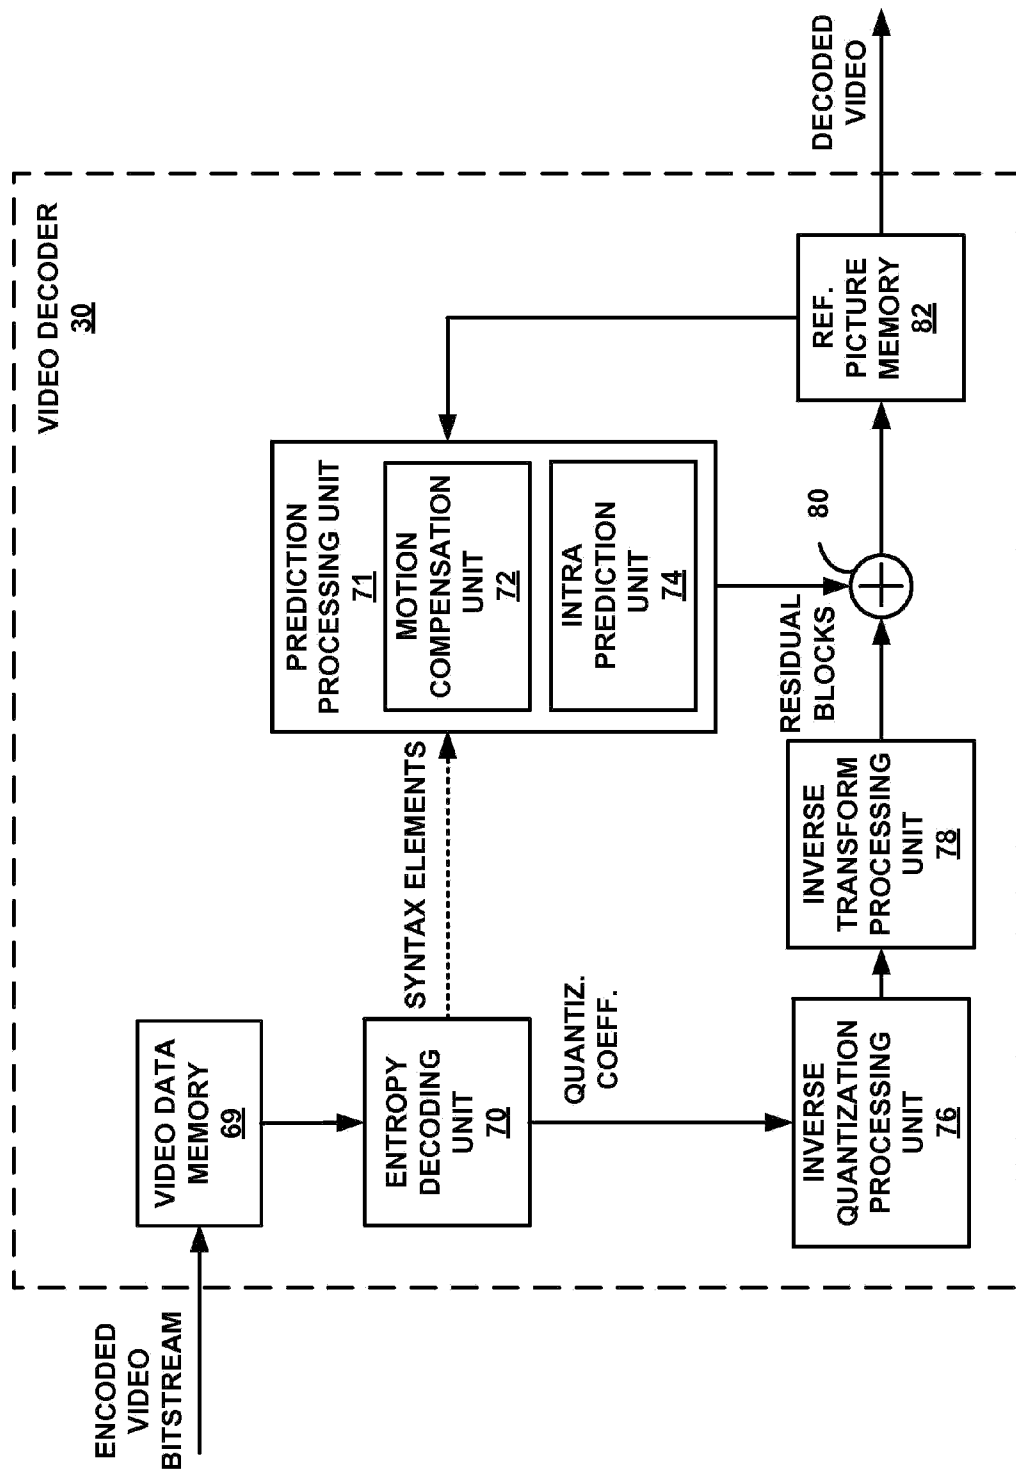 VIDEO DECODER
30
ENCODED
VIDEO
BITSTREAM
VIDEO DATA
MEMORY
69
ENTROPY
DECODING
UNIT
70
SYNTAX ELEMENTS
QUANTIZ.
COEFF.
PREDICTION
PROCESSING UNIT
71
MOTION
COMPENSATION
UNIT
72
INTRA
PREDICTION
UNIT
74
INVERSE
QUANTIZATION
PROCESSING
UNIT
76
INVERSE
TRANSFORM
PROCESSING
UNIT
78
RESIDUAL
BLOCKS
80
REF.
PICTURE
MEMORY
82
DECODED
VIDEO